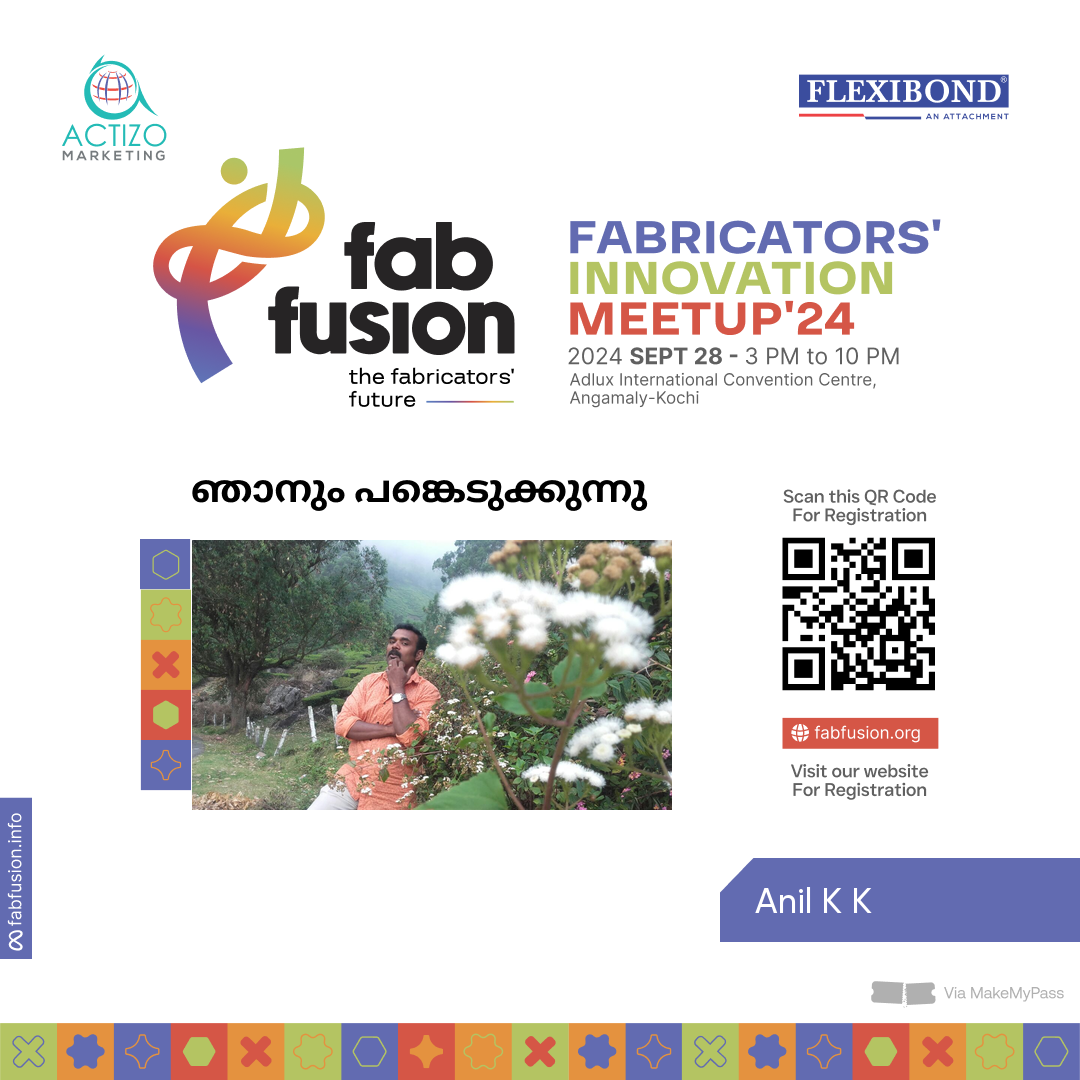 ACTIZO
MARKETING
FLEXIBOND®
AN ATTACHMENT
fab
fusion
the fabricators'
future
FABRICATORS'
INNOVATION
MEETUP'24
2024 SEPT 28 - 3 PM to 10 PM
Adlux International Convention Centre,
Angamaly-Kochi
ഞാനും പങ്കെടുക്കുന്നു
Scan this QR Code
For Registration
fabfusion.org
Visit our website
For Registration
fabfusion.info
Anil K K
Via MakeMyPass